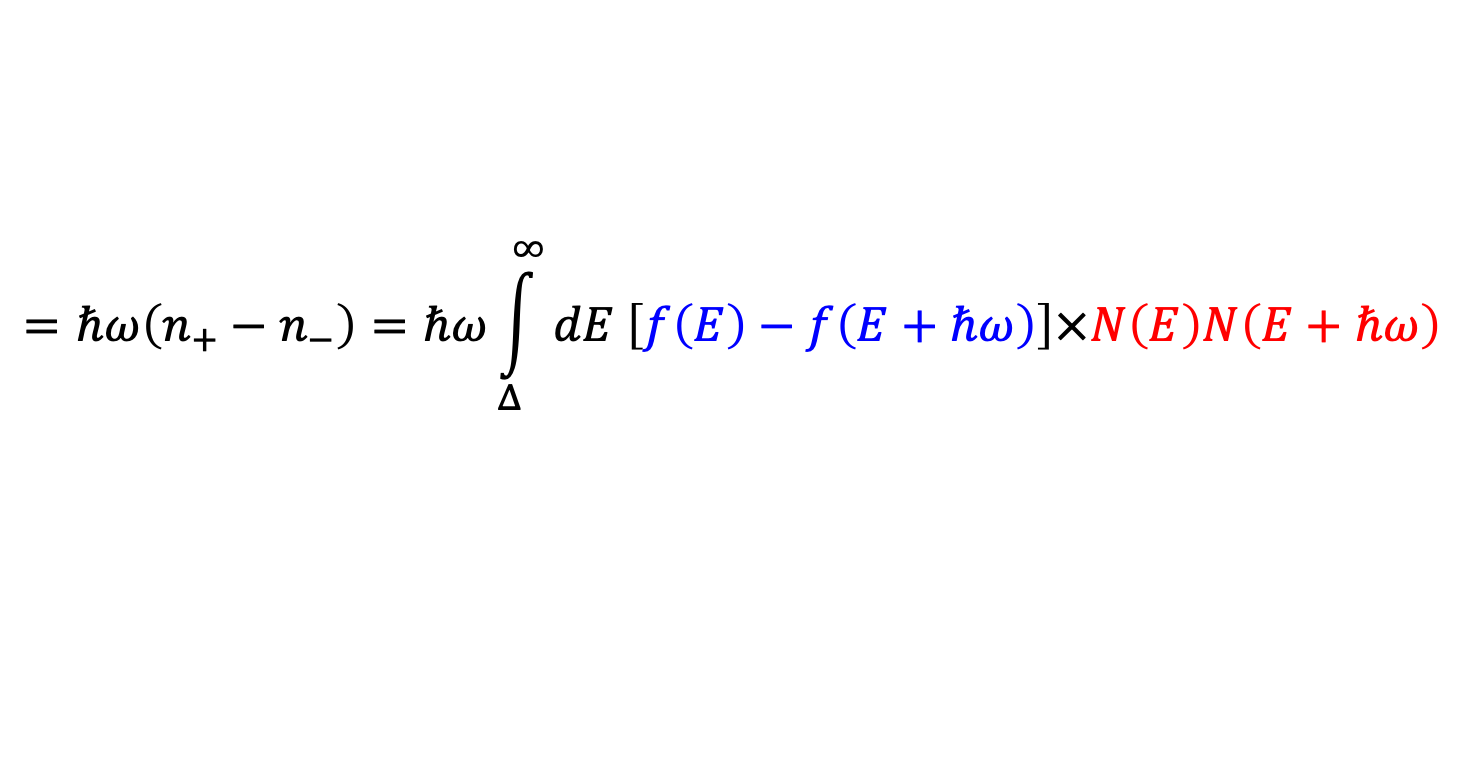 = ℏω(n₊ − n₋) = ℏω ∫_Δ^∞ dE [f(E) − f(E + ℏω)]×N(E)N(E + ℏω)